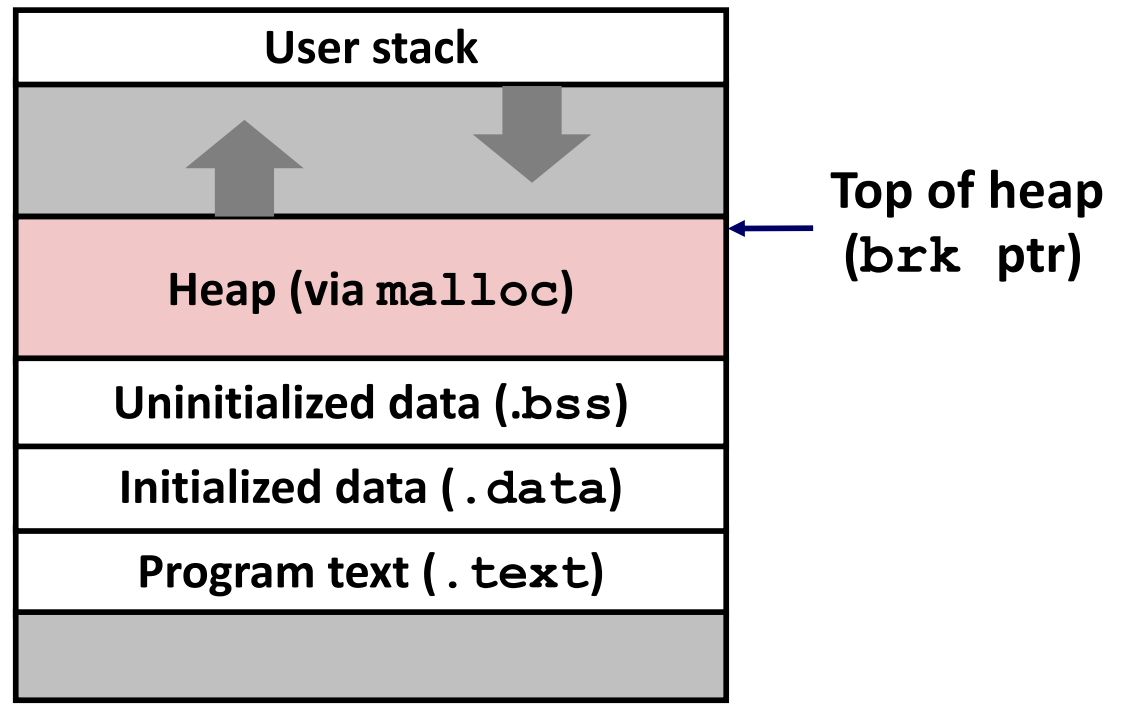 User stack
Top of heap
(brk ptr)
Heap (via malloc)
Uninitialized data (.bss)
Initialized data (.data)
Program text (.text)